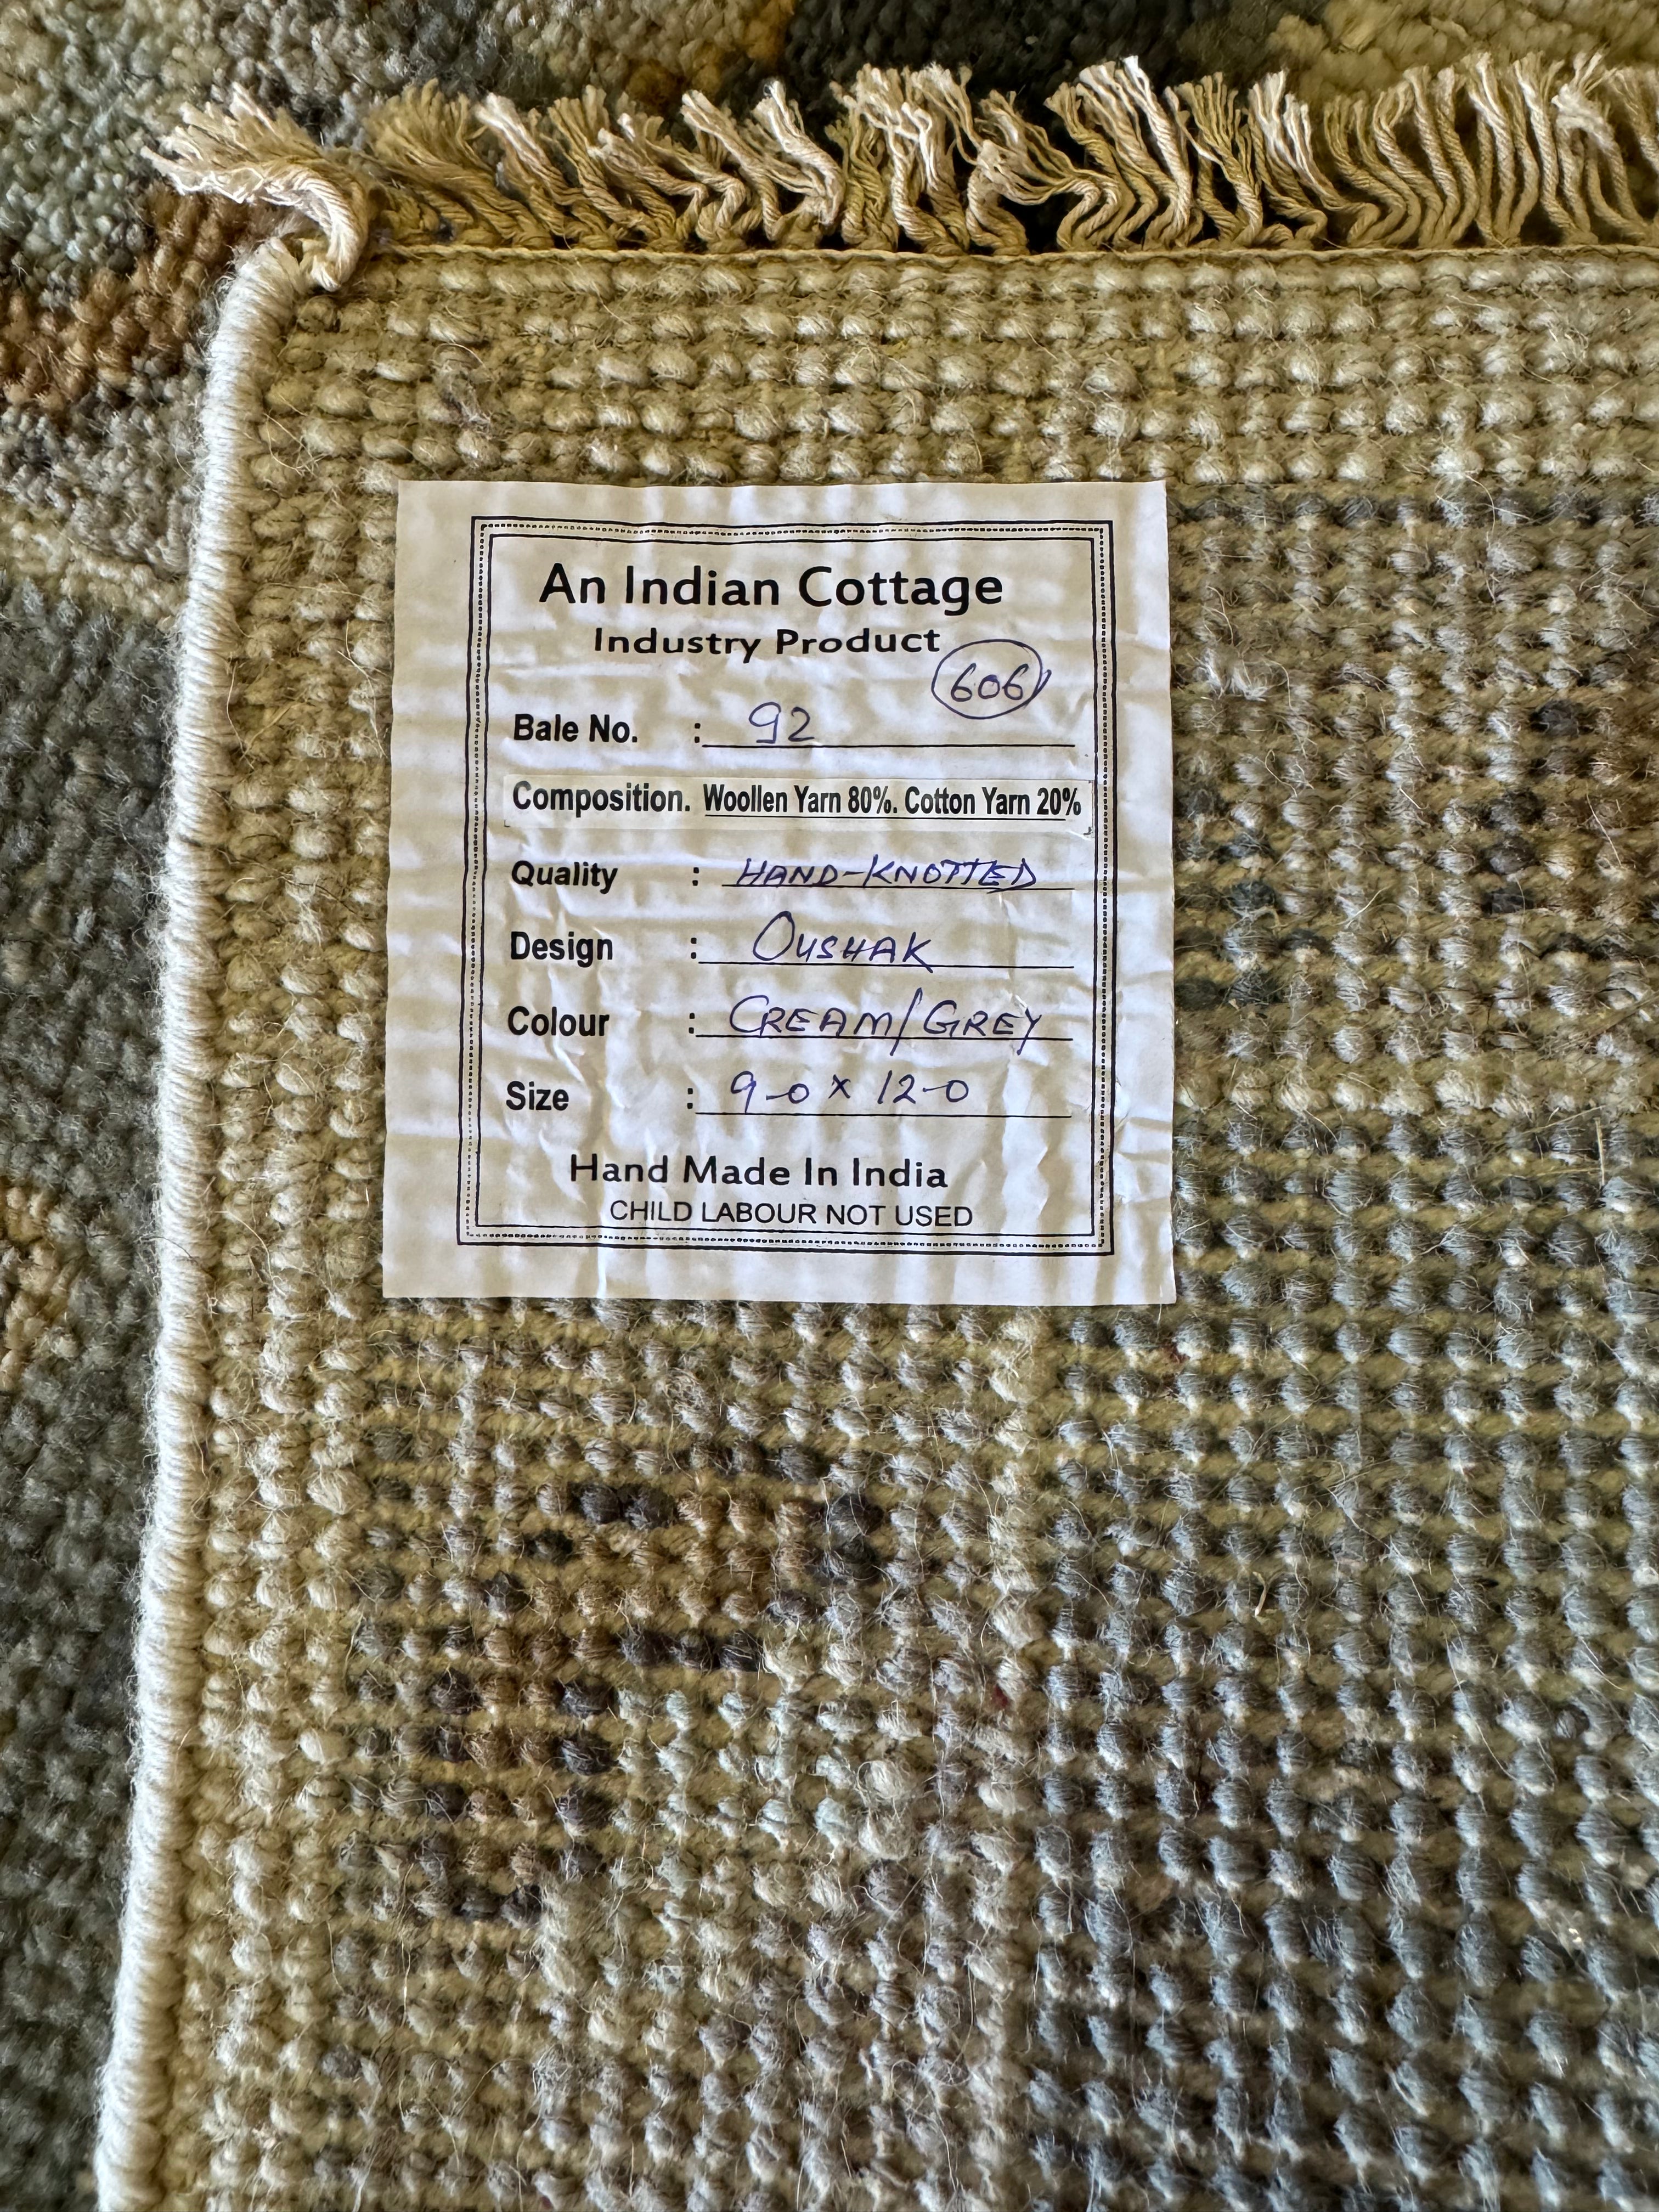 An Indian Cottage
Industry Product
606
Bale No. : 92
Composition. Woollen Yarn 80%. Cotton Yarn 20%
Quality : HAND-KNOTTED
Design : OUSHAK
Colour : CREAM/GREY
Size : 9-0 x 12-0
Hand Made In India
CHILD LABOUR NOT USED